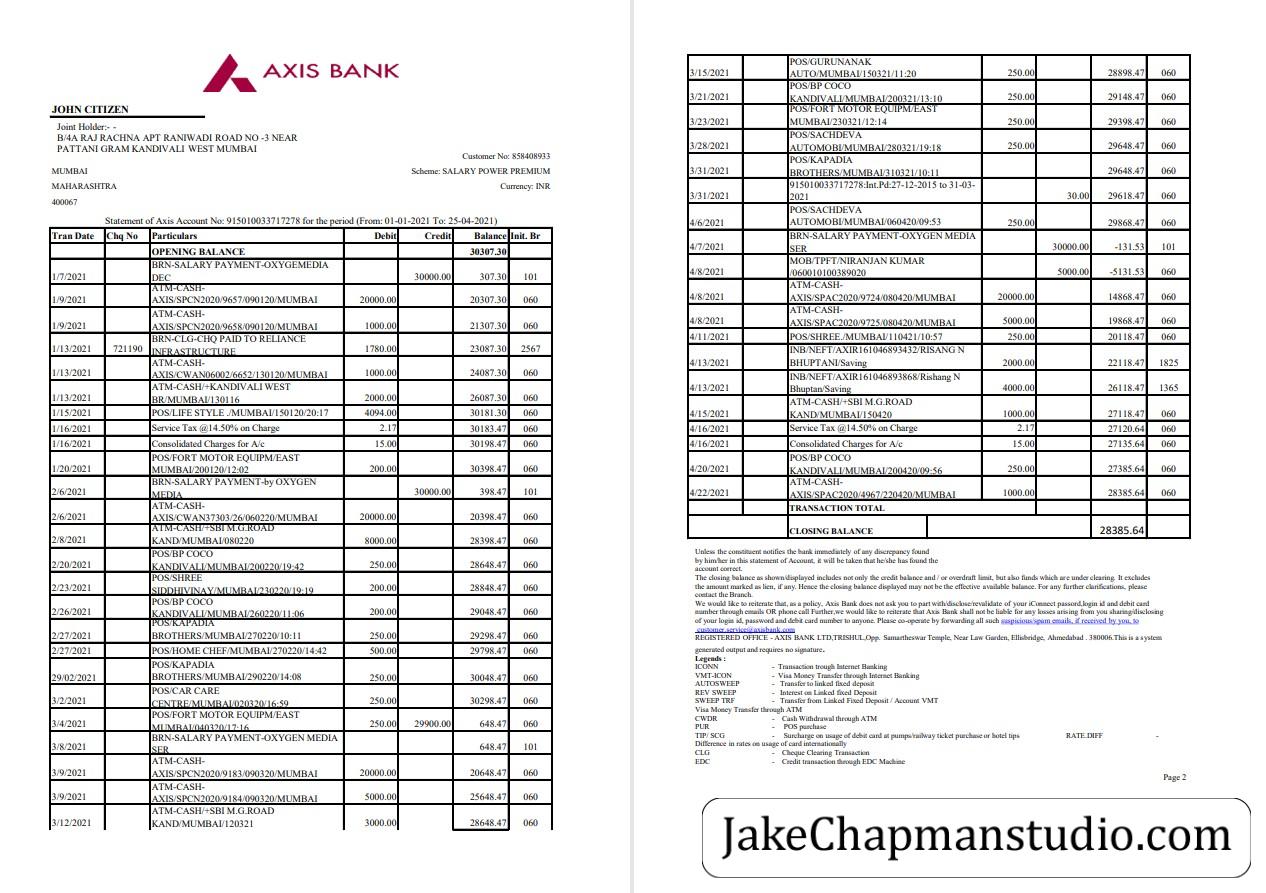 AXIS BANK
JOHN CITIZEN
Joint Holder:- -
B/4A RAJ RACHNA APT RANIWADI ROAD NO -3 NEAR
PATTANI GRAM KANDIVALI WEST MUMBAI
Customer No: 858408933
MUMBAI Scheme: SALARY POWER PREMIUM
MAHARASHTRA Currency: INR
400067
Statement of Axis Account No: 915010033717278 for the period (From: 01-01-2021 To: 25-04-2021)
Tran Date Chq No Particulars Debit Credit Balance Init. Br
OPENING BALANCE 30307.30
BRN-SALARY PAYMENT-OXYGEMEDIA
1/7/2021 DEC 30000.00 307.30 101
ATM-CASH-
1/9/2021 AXIS/SPCN2020/9657/090120/MUMBAI 20000.00 20307.30 060
ATM-CASH-
1/9/2021 AXIS/SPCN2020/9658/090120/MUMBAI 1000.00 21307.30 060
BRN-CLG-CHQ PAID TO RELIANCE
1/13/2021 721190 INFRASTRUCTURE 1780.00 23087.30 2567
ATM-CASH-
1/13/2021 AXIS/CWAN06002/6652/130120/MUMBAI 1000.00 24087.30 060
ATM-CASH/+KANDIVALI WEST
1/13/2021 BR/MUMBAI/130116 2000.00 26087.30 060
1/15/2021 POS/LIFE STYLE ./MUMBAI/150120/20:17 4094.00 30181.30 060
1/16/2021 Service Tax @14.50% on Charge 2.17 30183.47 060
1/16/2021 Consolidated Charges for A/c 15.00 30198.47 060
POS/FORT MOTOR EQUIPM/EAST
1/20/2021 MUMBAI/200120/12:02 200.00 30398.47 060
BRN-SALARY PAYMENT-by OXYGEN
2/6/2021 MEDIA 30000.00 398.47 101
ATM-CASH-
2/6/2021 AXIS/CWAN37303/26/060220/MUMBAI 20000.00 20398.47 060
ATM-CASH/+SBI M.G.ROAD
2/8/2021 KAND/MUMBAI/080220 8000.00 28398.47 060
POS/BP COCO
2/20/2021 KANDIVALI/MUMBAI/200220/19:42 250.00 28648.47 060
POS/SHREE
2/23/2021 SIDDHIVINAY/MUMBAI/230220/19:19 200.00 28848.47 060
POS/BP COCO
2/26/2021 KANDIVALI/MUMBAI/260220/11:06 200.00 29048.47 060
POS/KAPADIA
2/27/2021 BROTHERS/MUMBAI/270220/10:11 250.00 29298.47 060
2/27/2021 POS/HOME CHEF/MUMBAI/270220/14:42 500.00 29798.47 060
POS/KAPADIA
29/02/2021 BROTHERS/MUMBAI/290220/14:08 250.00 30048.47 060
POS/CAR CARE
3/2/2021 CENTRE/MUMBAI/020320/16:59 250.00 30298.47 060
POS/FORT MOTOR EQUIPM/EAST
3/4/2021 MUMBAI/040320/17:16 250.00 29900.00 648.47 060
BRN-SALARY PAYMENT-OXYGEN MEDIA
3/8/2021 SER 648.47 101
ATM-CASH-
3/9/2021 AXIS/SPCN2020/9183/090320/MUMBAI 20000.00 20648.47 060
ATM-CASH-
3/9/2021 AXIS/SPCN2020/9184/090320/MUMBAI 5000.00 25648.47 060
ATM-CASH/+SBI M.G.ROAD
3/12/2021 KAND/MUMBAI/120321 3000.00 28648.47 060
POS/GURUNANAK
3/15/2021 AUTO/MUMBAI/150321/11:20 250.00 28898.47 060
POS/BP COCO
3/21/2021 KANDIVALI/MUMBAI/200321/13:10 250.00 29148.47 060
POS/FORT MOTOR EQUIPM/EAST
3/23/2021 MUMBAI/230321/12:14 250.00 29398.47 060
POS/SACHDEVA
3/28/2021 AUTOMOBI/MUMBAI/280321/19:18 250.00 29648.47 060
POS/KAPADIA
3/31/2021 BROTHERS/MUMBAI/310321/10:11 29648.47 060
915010033717278:Int.Pd:27-12-2015 to 31-03-
3/31/2021 2021 30.00 29618.47 060
POS/SACHDEVA
4/6/2021 AUTOMOBI/MUMBAI/060420/09:53 250.00 29868.47 060
BRN-SALARY PAYMENT-OXYGEN MEDIA
4/7/2021 SER 30000.00 -131.53 101
MOB/TPFT/NIRANJAN KUMAR
4/8/2021 /060010100389020 5000.00 -5131.53 060
ATM-CASH-
4/8/2021 AXIS/SPAC2020/9724/080420/MUMBAI 20000.00 14868.47 060
ATM-CASH-
4/8/2021 AXIS/SPAC2020/9725/080420/MUMBAI 5000.00 19868.47 060
4/11/2021 POS/SHREE./MUMBAI/110421/10:57 250.00 20118.47 060
INB/NEFT/AXIR161046893432/RISANG N
4/13/2021 BHUPTANI/Saving 2000.00 22118.47 1825
INB/NEFT/AXIR161046893868/Rishang N
4/13/2021 Bhuptan/Saving 4000.00 26118.47 1365
ATM-CASH/+SBI M.G.ROAD
4/15/2021 KAND/MUMBAI/150420 1000.00 27118.47 060
4/16/2021 Service Tax @14.50% on Charge 2.17 27120.64 060
4/16/2021 Consolidated Charges for A/c 15.00 27135.64 060
POS/BP COCO
4/20/2021 KANDIVALI/MUMBAI/200420/09:56 250.00 27385.64 060
ATM-CASH-
4/22/2021 AXIS/SPAC2020/4967/220420/MUMBAI 1000.00 28385.64 060
TRANSACTION TOTAL
CLOSING BALANCE 28385.64
Unless the constituent notifies the bank immediately of any discrepancy found
by him/her in this statement of Account, it will be taken that he/she has found the
account correct.
The closing balance as shown/displayed includes not only the credit balance and / or overdraft limit, but also funds which are under clearing. It excludes
the amount marked as lien, if any. Hence the closing balance displayed may not be the effective available balance. For any further clarifications, please
contact the Branch.
We would like to reiterate that, as a policy, Axis Bank does not ask you to part with/disclose/revalidate of your iConnect passord,login id and debit card
number through emails OR phone call Further,we would like to reiterate that Axis Bank shall not be liable for any losses arising from you sharing/disclosing
of your login id, password and debit card number to anyone. Please co-operate by forwarding all such suspicious/spam emails, if received by you, to
customer.service@axisbank.com
REGISTERED OFFICE - AXIS BANK LTD,TRISHUL,Opp. Samartheswar Temple, Near Law Garden, Ellisbridge, Ahmedabad . 380006.This is a system
generated output and requires no signature.
Legends :
ICONN - Transaction trough Internet Banking
VMT-ICON - Visa Money Transfer through Internet Banking
AUTOSWEEP - Transfer to linked fixed deposit
REV SWEEP - Interest on Linked fixed Deposit
SWEEP TRF - Transfer from Linked Fixed Deposit / Account VMT
Visa Money Transfer through ATM
CWDR - Cash Withdrawal through ATM
PUR - POS purchase
TIP/ SCG - Surcharge on usage of debit card at pumps/railway ticket purchase or hotel tips RATE.DIFF -
Difference in rates on usage of card internationally
CLG - Cheque Clearing Transaction
EDC - Credit transaction through EDC Machine
Page 2
JakeChapmanstudio.com